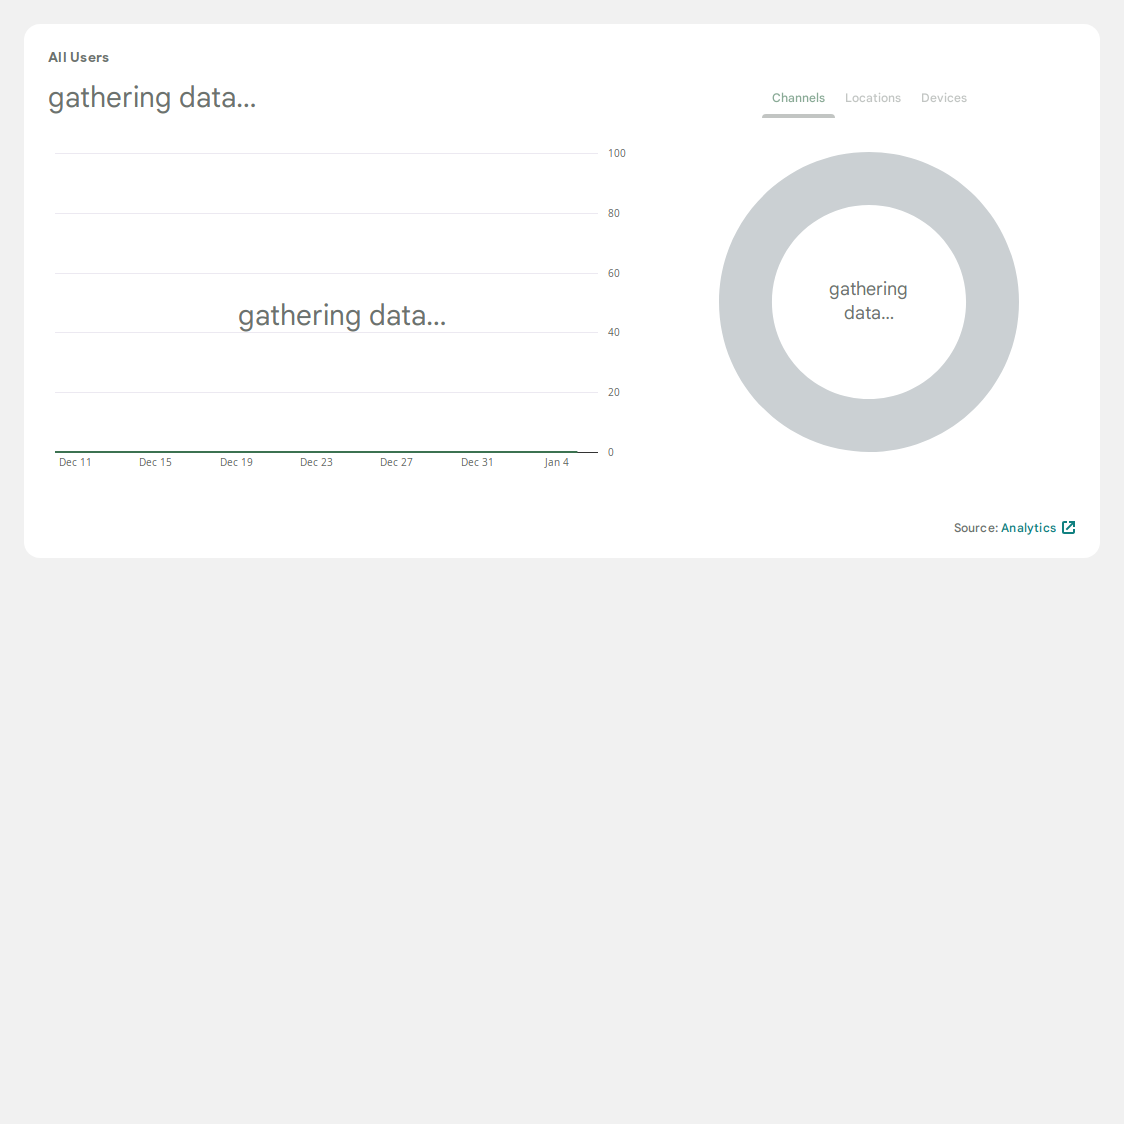 All Users
gathering data...
Channels Locations Devices
100
80
60
40
20
0
gathering data...
Dec 11 Dec 15 Dec 19 Dec 23 Dec 27 Dec 31 Jan 4
gathering
data...
Source: Analytics